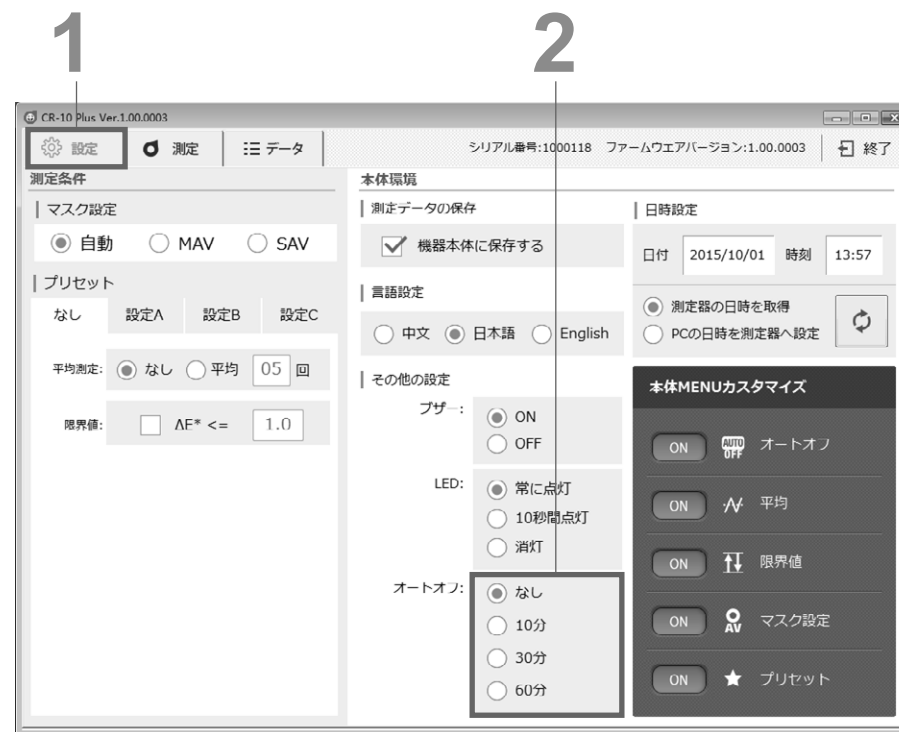 1 2
CR-10 Plus Ver.1.00.0003
設定 測定 データ シリアル番号:1000118 ファームウエアバージョン:1.00.0003 終了
測定条件
マスク設定
自動 MAV SAV
プリセット
なし 設定A 設定B 設定C
平均測定: なし 平均 05 回
限界値: ΔE* <= 1.0
本体環境
測定データの保存
機器本体に保存する
言語設定
中文 日本語 English
その他の設定
ブザー: ON
OFF
LED: 常に点灯
10秒間点灯
消灯
オートオフ: なし
10分
30分
60分
日時設定
日付 2015/10/01 時刻 13:57
測定器の日時を取得
PCの日時を測定器へ設定
本体MENUカスタマイズ
ON AUTO OFF オートオフ
ON 平均
ON 限界値
ON AV マスク設定
ON プリセット